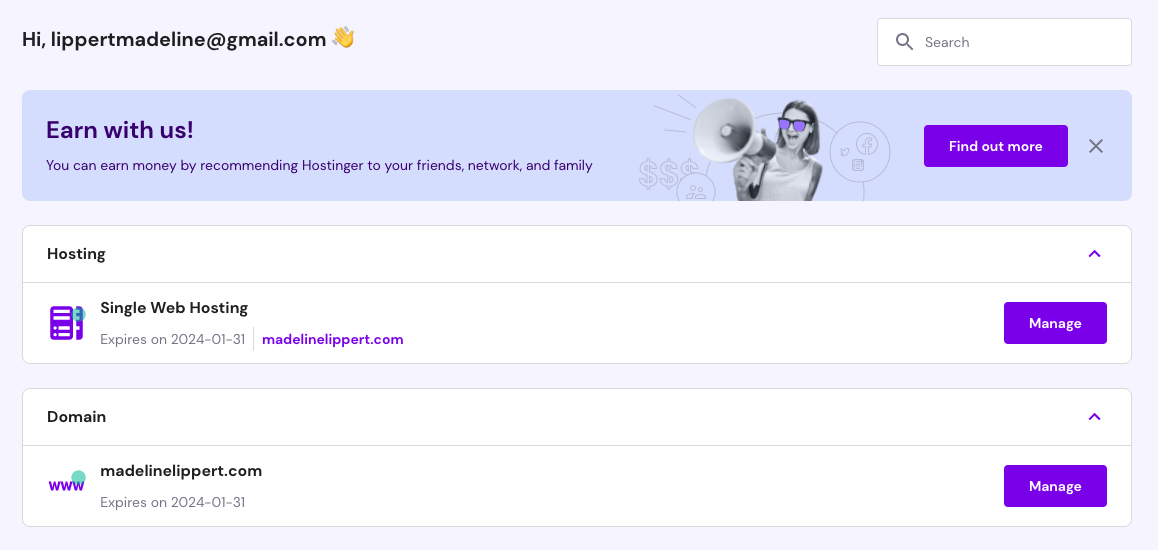 Hi, lippertmadeline@gmail.com 👋
Search
Earn with us!
You can earn money by recommending Hostinger to your friends, network, and family
$$$
Find out more
Hosting
Single Web Hosting
Expires on 2024-01-31
madelinelippert.com
Manage
Domain
www
madelinelippert.com
Expires on 2024-01-31
Manage